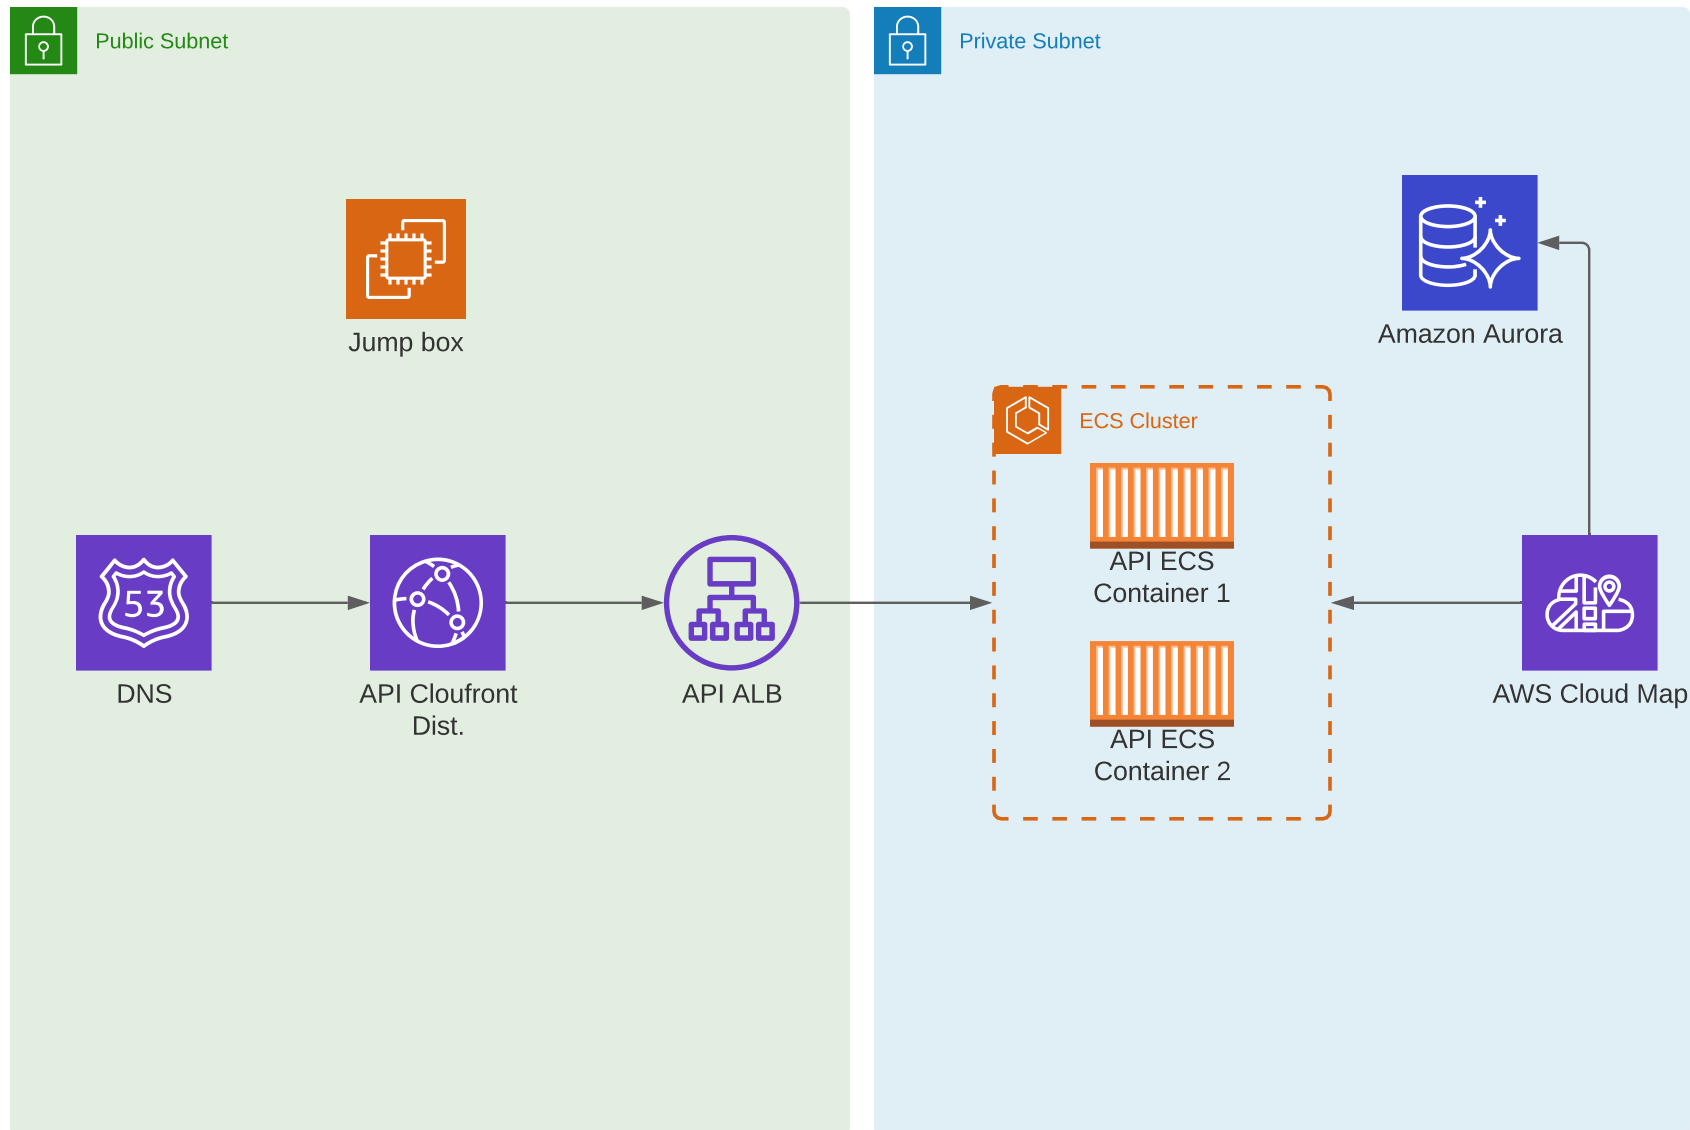 Public Subnet
Private Subnet
Jump box
Amazon Aurora
ECS Cluster
API ECS
Container 1
53
DNS
API Cloufront
Dist.
API ALB
API ECS
Container 2
AWS Cloud Map